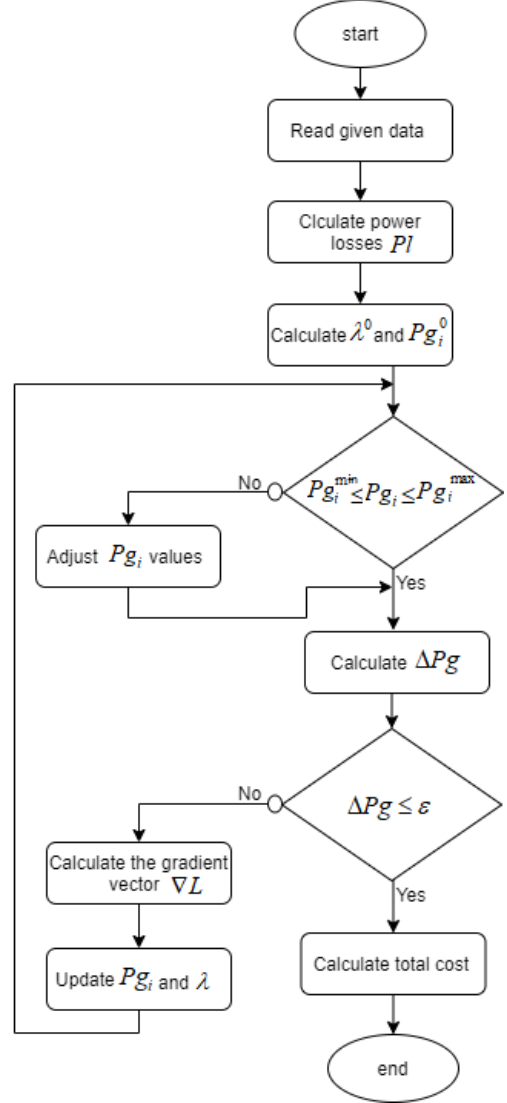 start
Read given data
Clculate power
losses Pl
Calculate λ⁰ and Pgᵢ⁰
No
Pgᵢᵐⁱⁿ ≤Pgᵢ ≤Pgᵢᵐᵃˣ
Adjust Pgᵢ values
Yes
Calculate ΔPg
No
ΔPg ≤ ε
Calculate the gradient
vector ∇L
Yes
Update Pgᵢ and λ
Calculate total cost
end